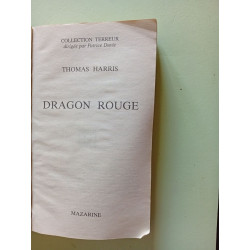 COLLECTION TERREUR
dirigée par Patrice Duvic
THOMAS HARRIS
DRAGON ROUGE
MAZARINE